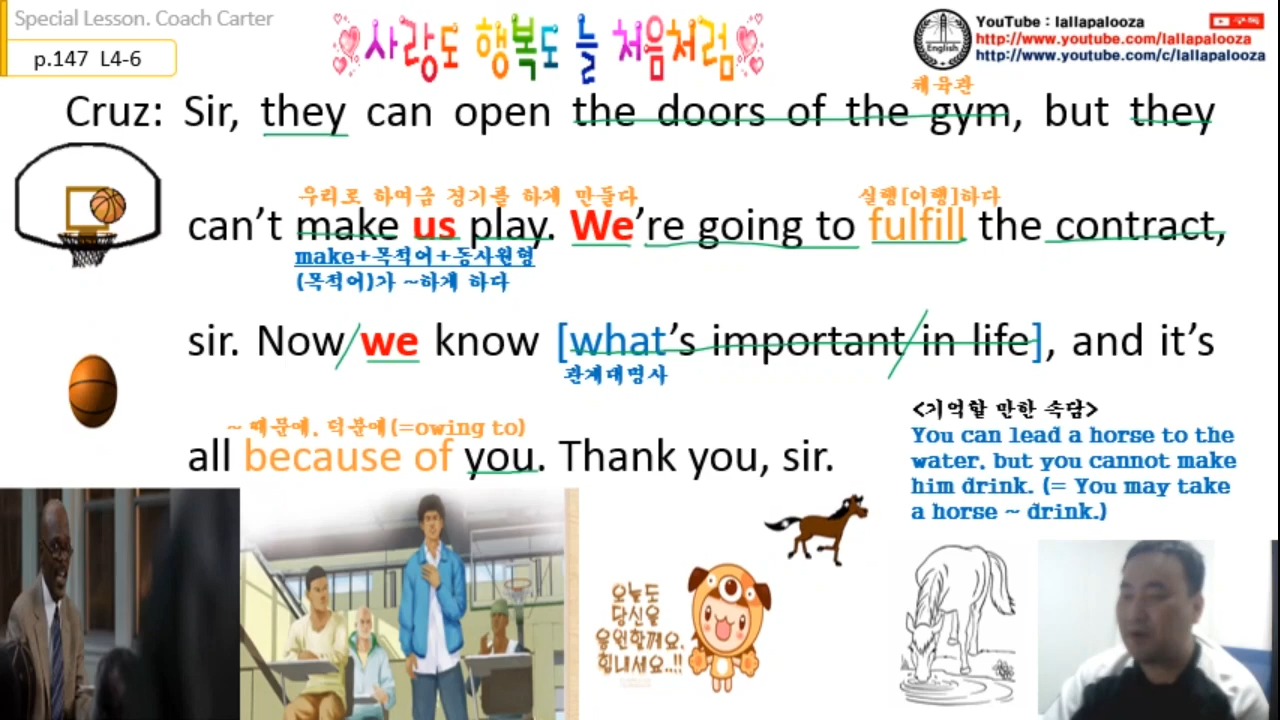 Special Lesson. Coach Carter
p.147 L4-6
사랑도 행복도 늘 처음처럼
English
YouTube : lallapalooza
구독
http://www.youtube.com/lallapalooza
http://www.youtube.com/c/lallapalooza
체육관
Cruz: Sir, they can open the doors of the gym, but they
우리로 하여금 경기를 하게 만들다
실행[이행]하다
can't make us play. We're going to fulfill the contract,
make+목적어+동사원형
(목적어)가 ~하게 하다
sir. Now we know [what's important in life], and it's
관계대명사
~ 때문에, 덕분에(=owing to)
all because of you. Thank you, sir.
<기억할 만한 속담>
You can lead a horse to the
water, but you cannot make
him drink. (= You may take
a horse ~ drink.)
오늘도
당신을
응원할께요.
힘내세요..!!